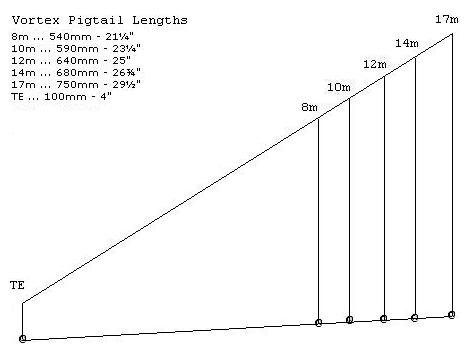 Vortex Pigtail Lengths
8m ... 540mm - 21¼"
10m ... 590mm - 23¼"
12m ... 640mm - 25"
14m ... 680mm - 26¾"
17m ... 750mm - 29½"
TE ... 100mm - 4"
17m
14m
12m
10m
8m
TE